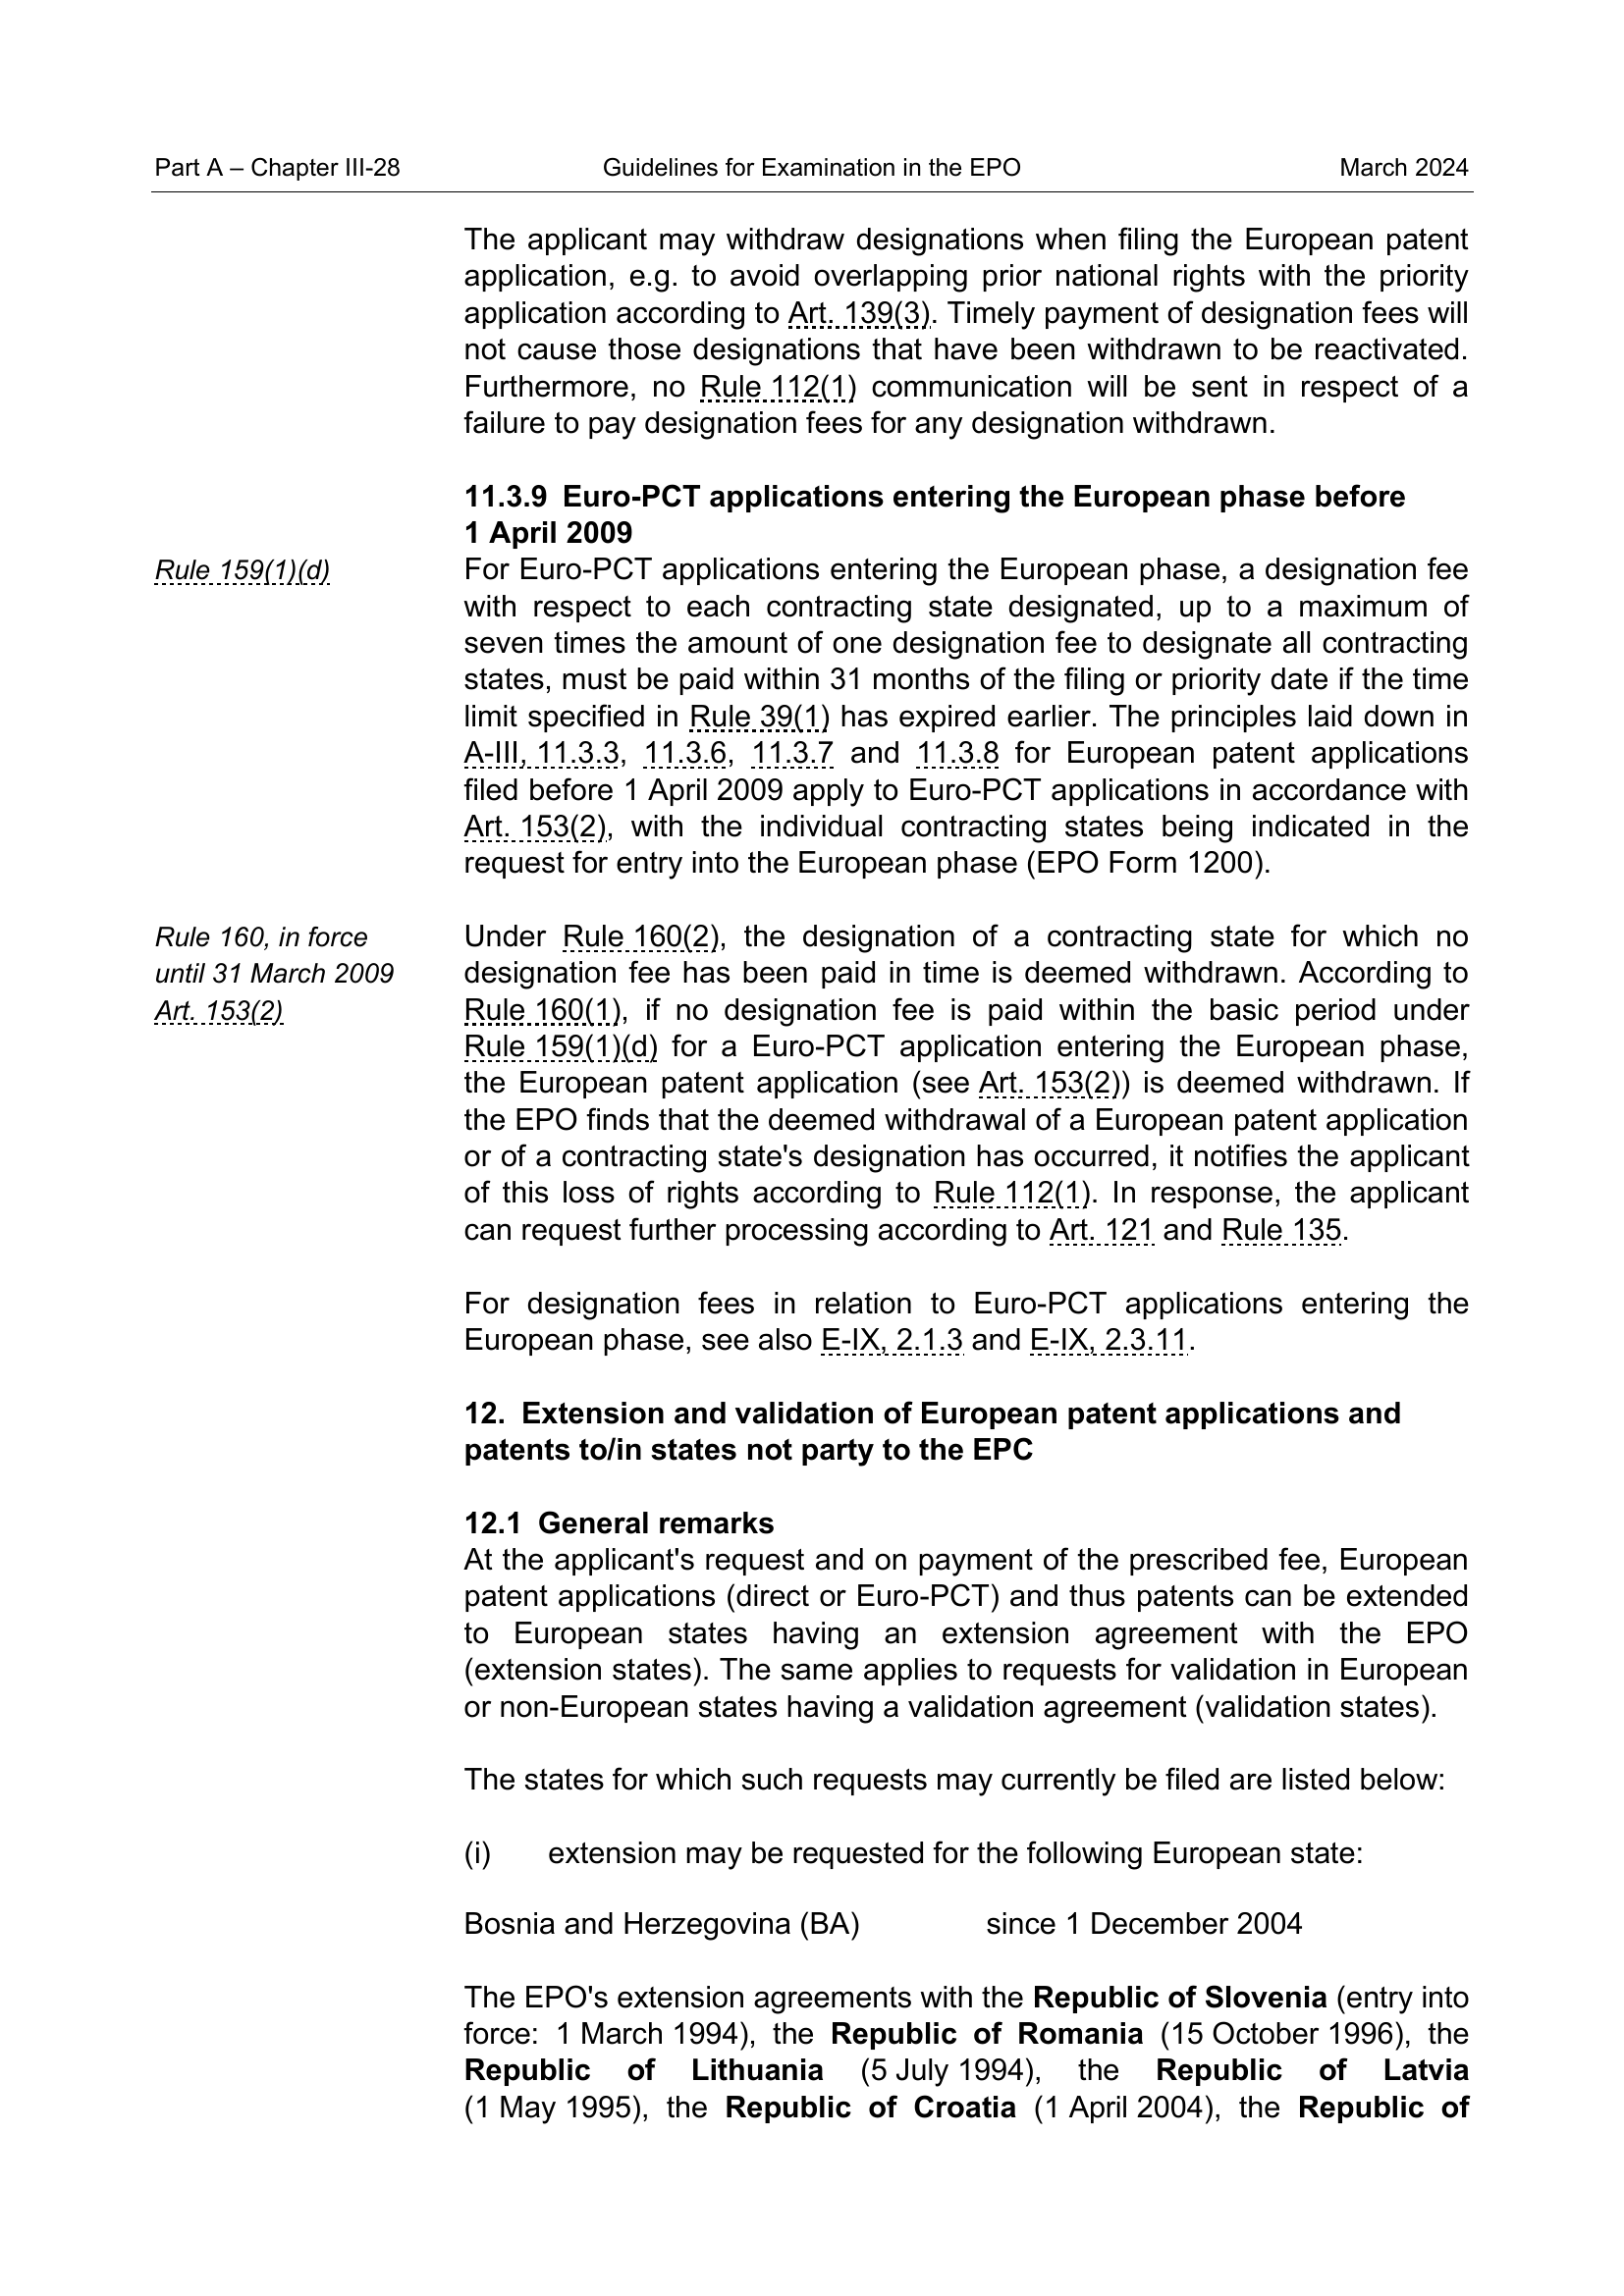 Part A – Chapter III-28 Guidelines for Examination in the EPO March 2024
The applicant may withdraw designations when filing the European patent
application, e.g. to avoid overlapping prior national rights with the priority
application according to Art. 139(3). Timely payment of designation fees will
not cause those designations that have been withdrawn to be reactivated.
Furthermore, no Rule 112(1) communication will be sent in respect of a
failure to pay designation fees for any designation withdrawn.
11.3.9 Euro-PCT applications entering the European phase before
1 April 2009
Rule 159(1)(d)
For Euro-PCT applications entering the European phase, a designation fee
with respect to each contracting state designated, up to a maximum of
seven times the amount of one designation fee to designate all contracting
states, must be paid within 31 months of the filing or priority date if the time
limit specified in Rule 39(1) has expired earlier. The principles laid down in
A-III, 11.3.3, 11.3.6, 11.3.7 and 11.3.8 for European patent applications
filed before 1 April 2009 apply to Euro-PCT applications in accordance with
Art. 153(2), with the individual contracting states being indicated in the
request for entry into the European phase (EPO Form 1200).
Rule 160, in force
until 31 March 2009
Art. 153(2)
Under Rule 160(2), the designation of a contracting state for which no
designation fee has been paid in time is deemed withdrawn. According to
Rule 160(1), if no designation fee is paid within the basic period under
Rule 159(1)(d) for a Euro-PCT application entering the European phase,
the European patent application (see Art. 153(2)) is deemed withdrawn. If
the EPO finds that the deemed withdrawal of a European patent application
or of a contracting state's designation has occurred, it notifies the applicant
of this loss of rights according to Rule 112(1). In response, the applicant
can request further processing according to Art. 121 and Rule 135.
For designation fees in relation to Euro-PCT applications entering the
European phase, see also E-IX, 2.1.3 and E-IX, 2.3.11.
12. Extension and validation of European patent applications and
patents to/in states not party to the EPC
12.1 General remarks
At the applicant's request and on payment of the prescribed fee, European
patent applications (direct or Euro-PCT) and thus patents can be extended
to European states having an extension agreement with the EPO
(extension states). The same applies to requests for validation in European
or non-European states having a validation agreement (validation states).
The states for which such requests may currently be filed are listed below:
(i) extension may be requested for the following European state:
Bosnia and Herzegovina (BA) since 1 December 2004
The EPO's extension agreements with the Republic of Slovenia (entry into
force: 1 March 1994), the Republic of Romania (15 October 1996), the
Republic of Lithuania (5 July 1994), the Republic of Latvia
(1 May 1995), the Republic of Croatia (1 April 2004), the Republic of